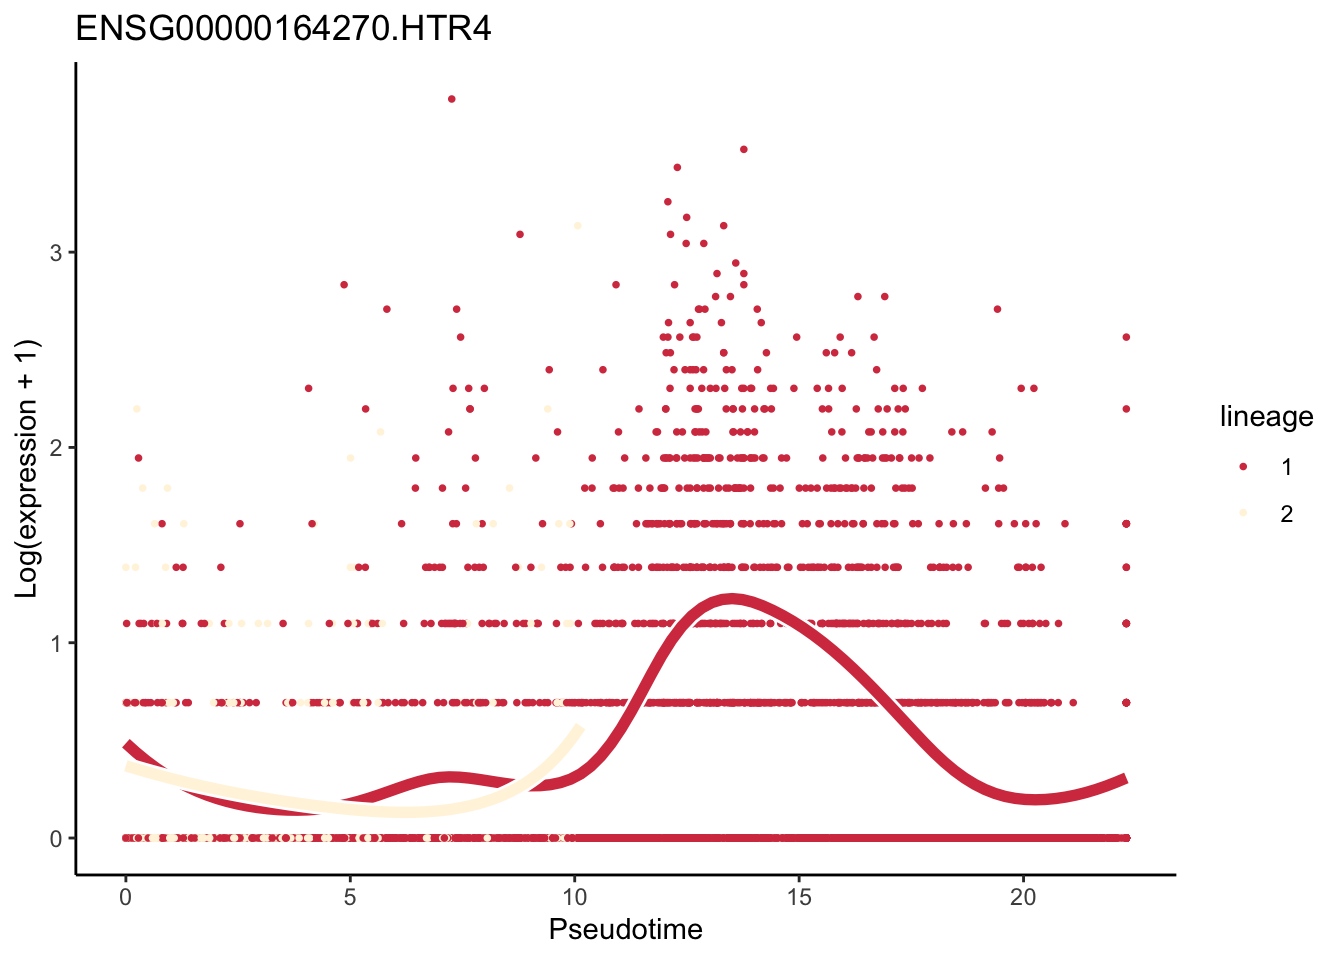 ENSG00000164270.HTR4
3
2
1
0
Log(expression + 1)
0 5 10 15 20
Pseudotime
lineage
1
2